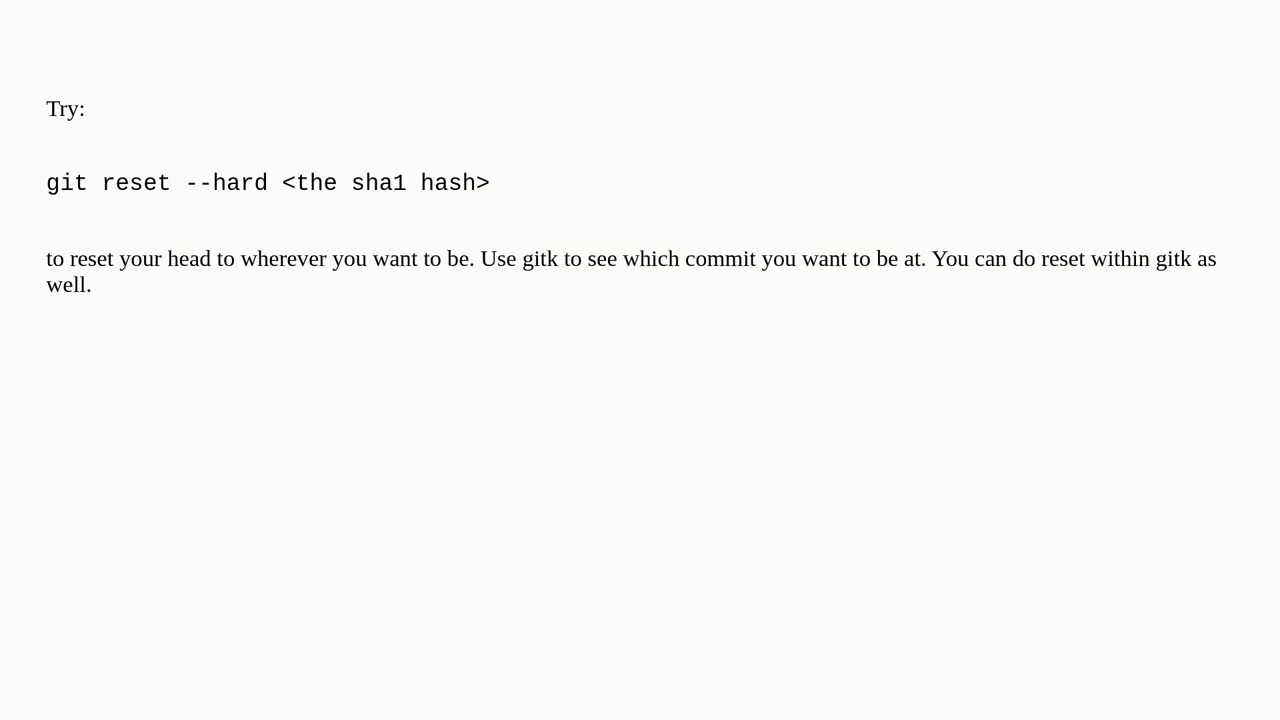 Try:
git reset --hard <the sha1 hash>
to reset your head to wherever you want to be. Use gitk to see which commit you want to be at. You can do reset within gitk as
well.